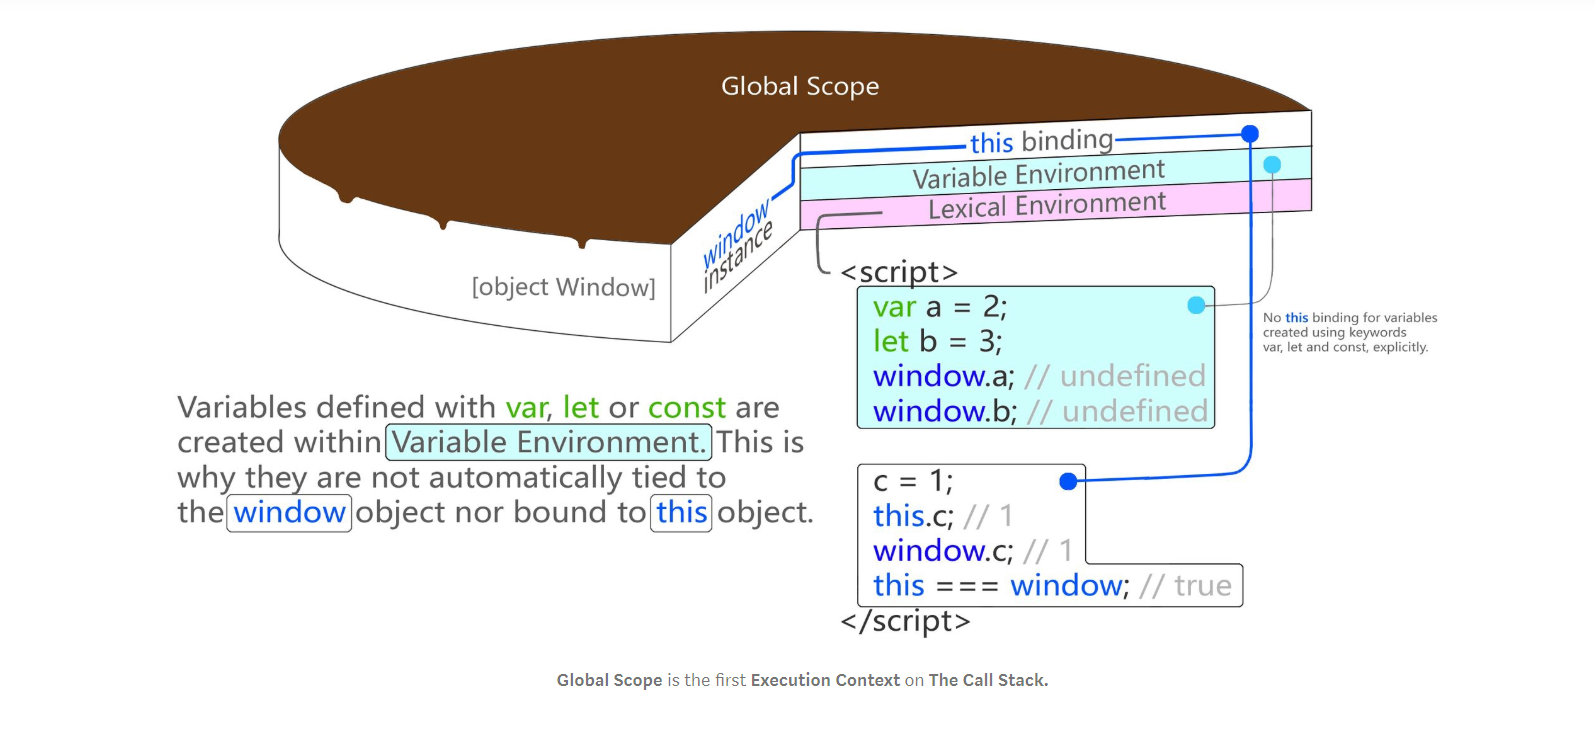 Global Scope
this binding
Variable Environment
Lexical Environment
window
instance
[object Window]
<script>
var a = 2;
let b = 3;
window.a; // undefined
window.b; // undefined
No this binding for variables
created using keywords
var, let and const, explicitly.
Variables defined with var, let or const are
created within Variable Environment. This is
why they are not automatically tied to
the window object nor bound to this object.
c = 1;
this.c; // 1
window.c; // 1
this === window; // true
</script>
Global Scope is the first Execution Context on The Call Stack.